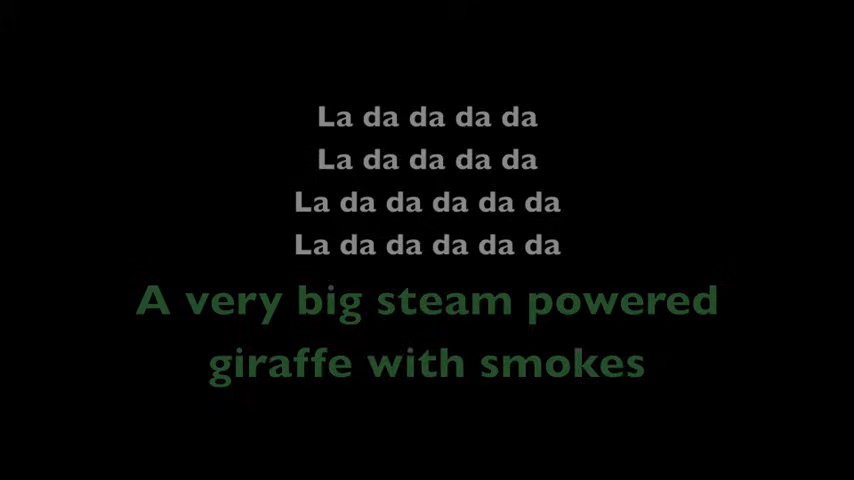 La da da da da
La da da da da
La da da da da da
La da da da da da
A very big steam powered
giraffe with smokes